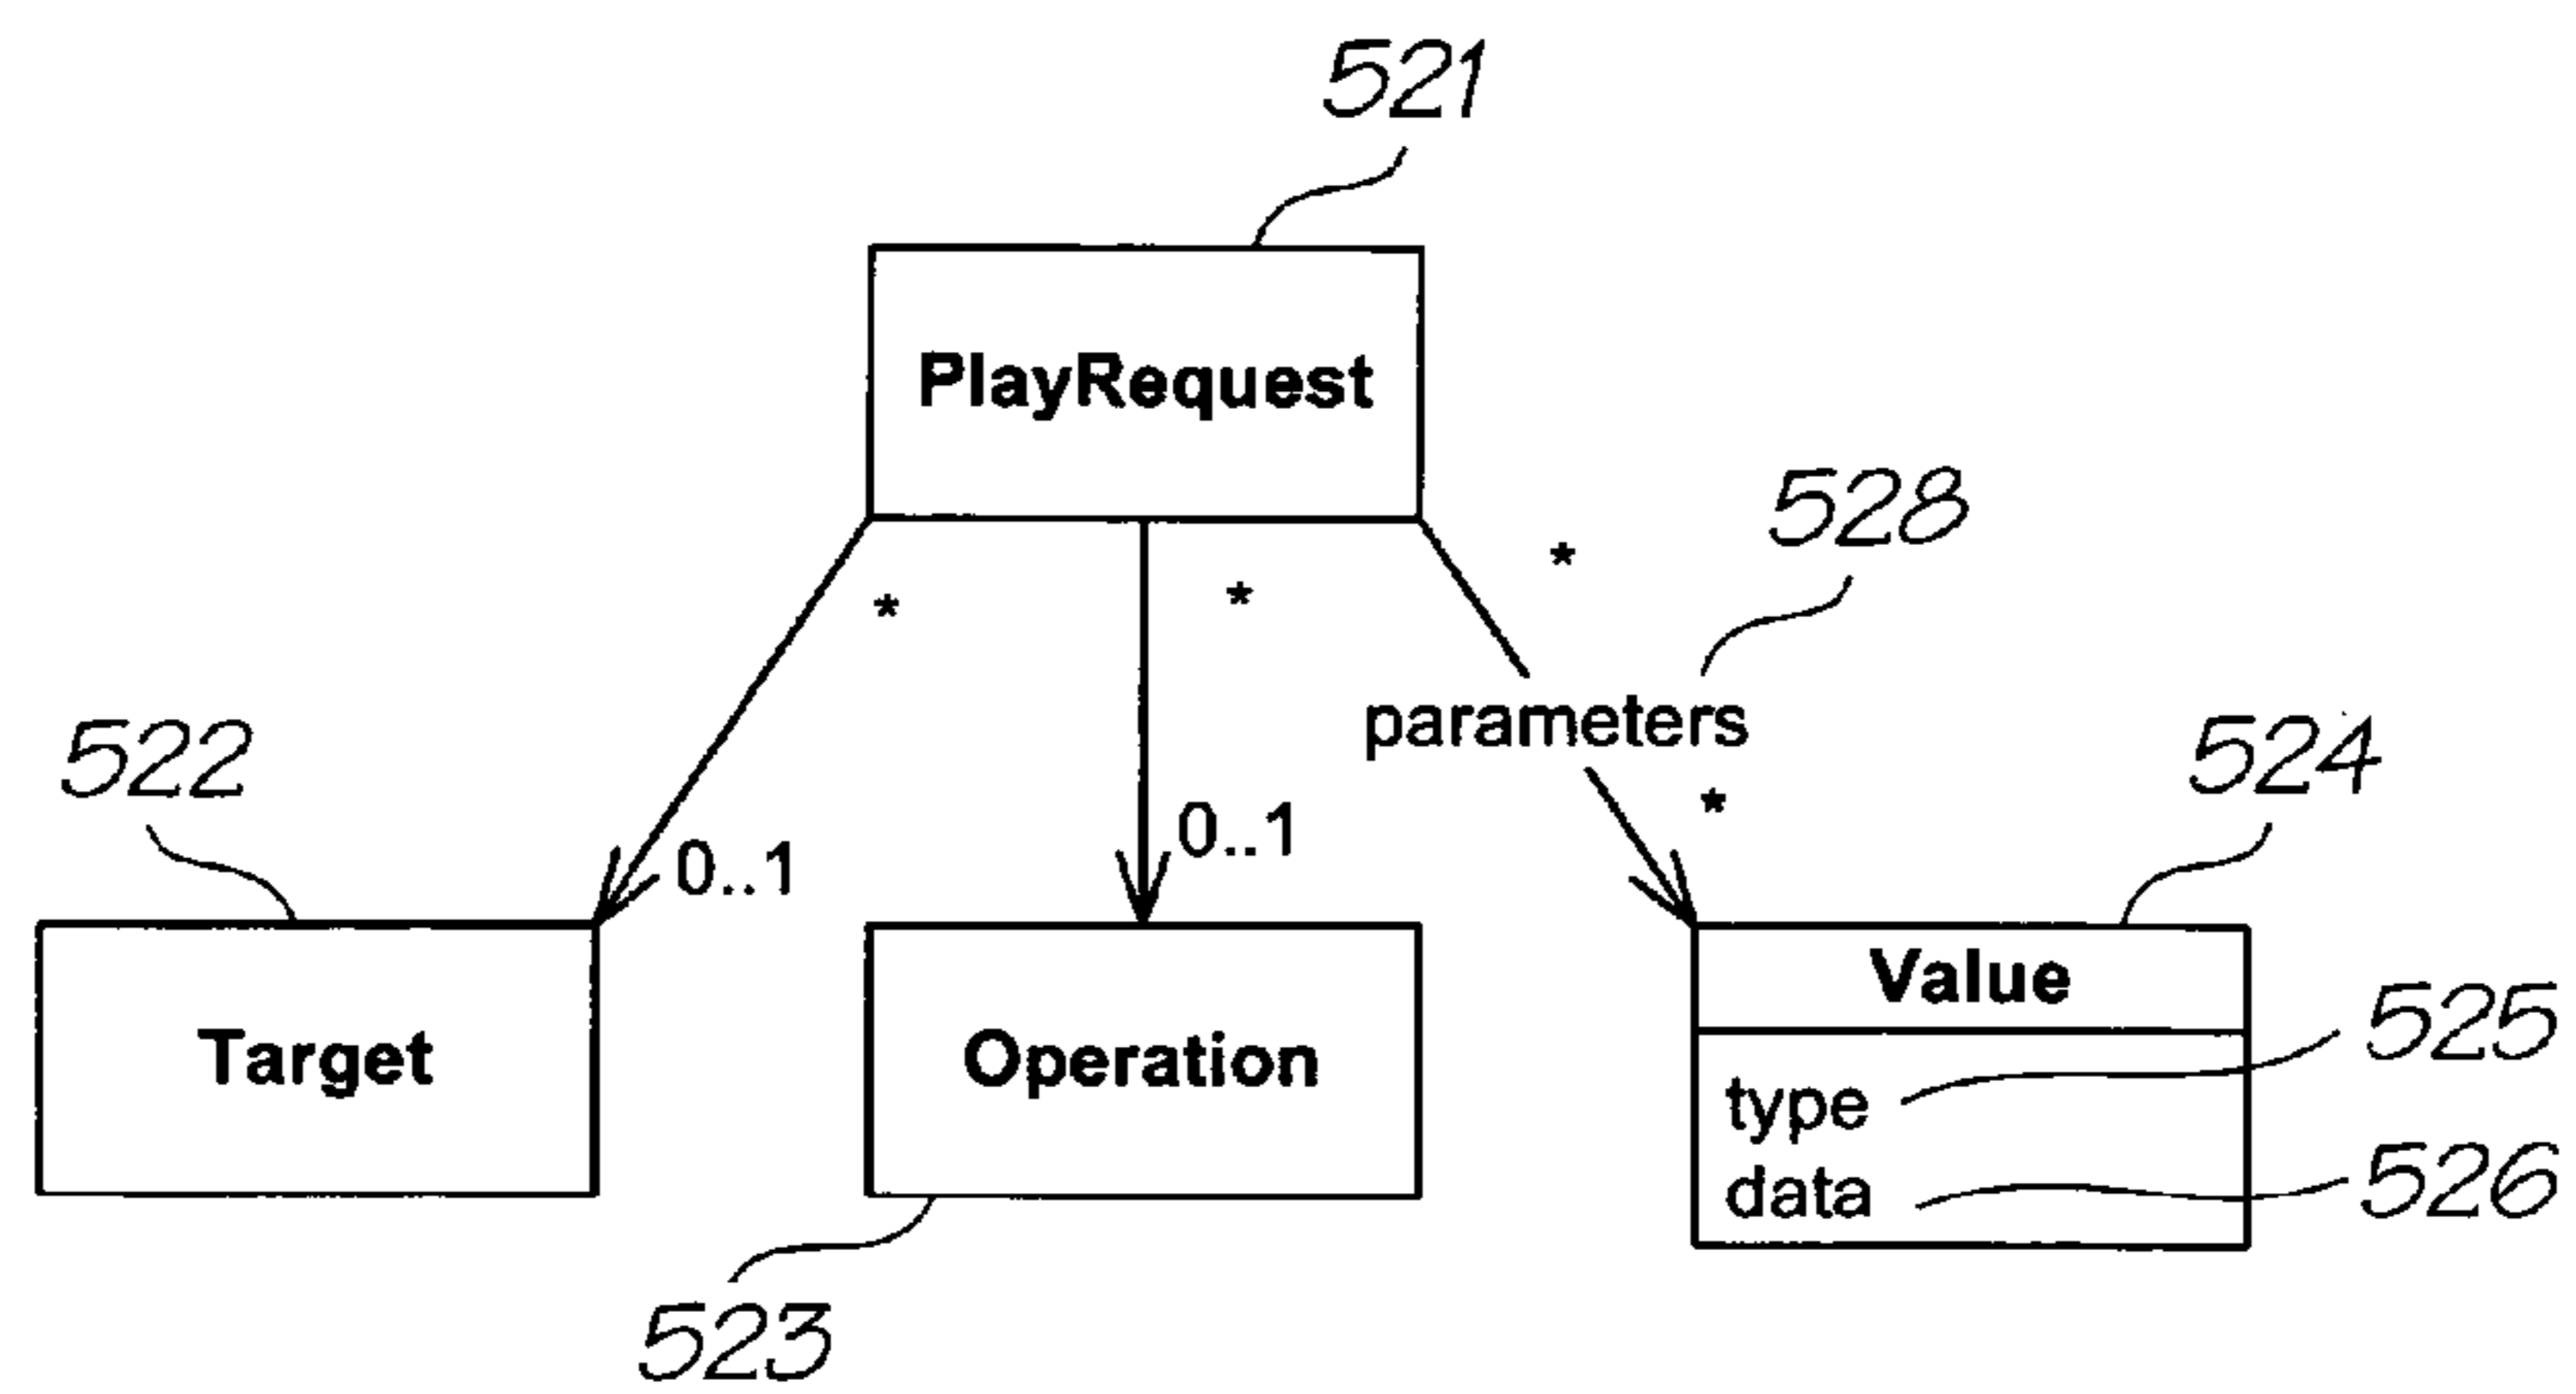 521
PlayRequest
528
*
*
*
parameters
522
524
*
0..1
0..1
Value
Target
Operation
type
525
data
526
523